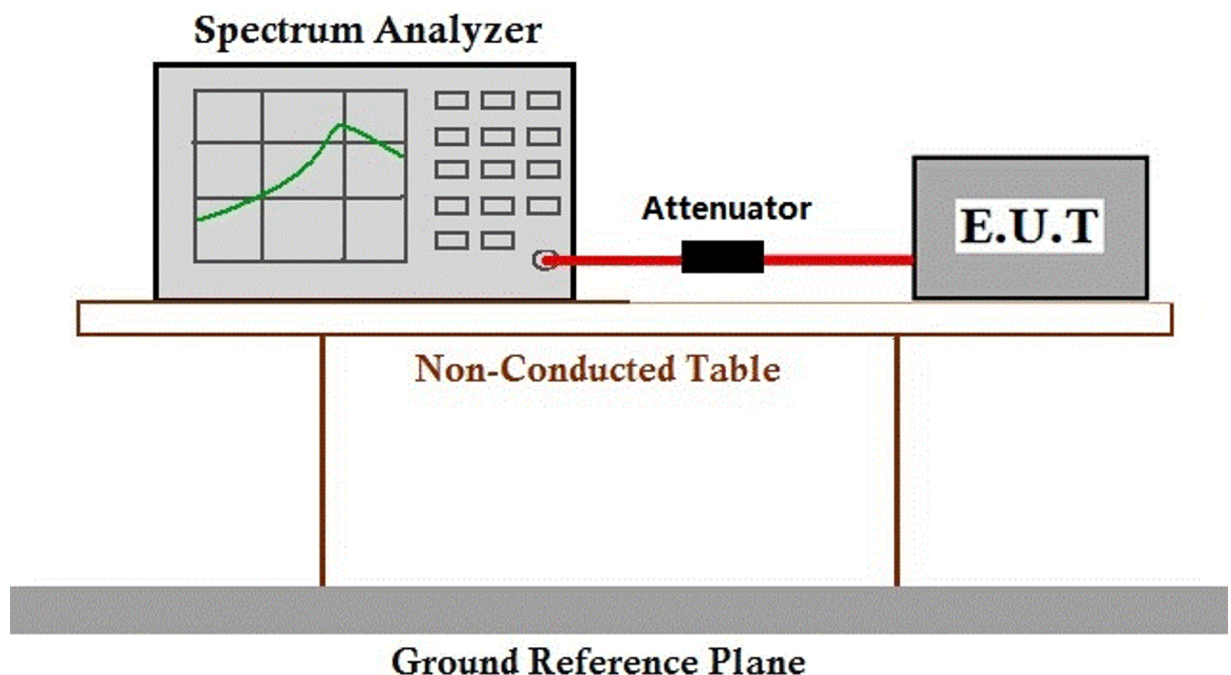 Spectrum Analyzer
Attenuator
E.U.T
Non-Conducted Table
Ground Reference Plane